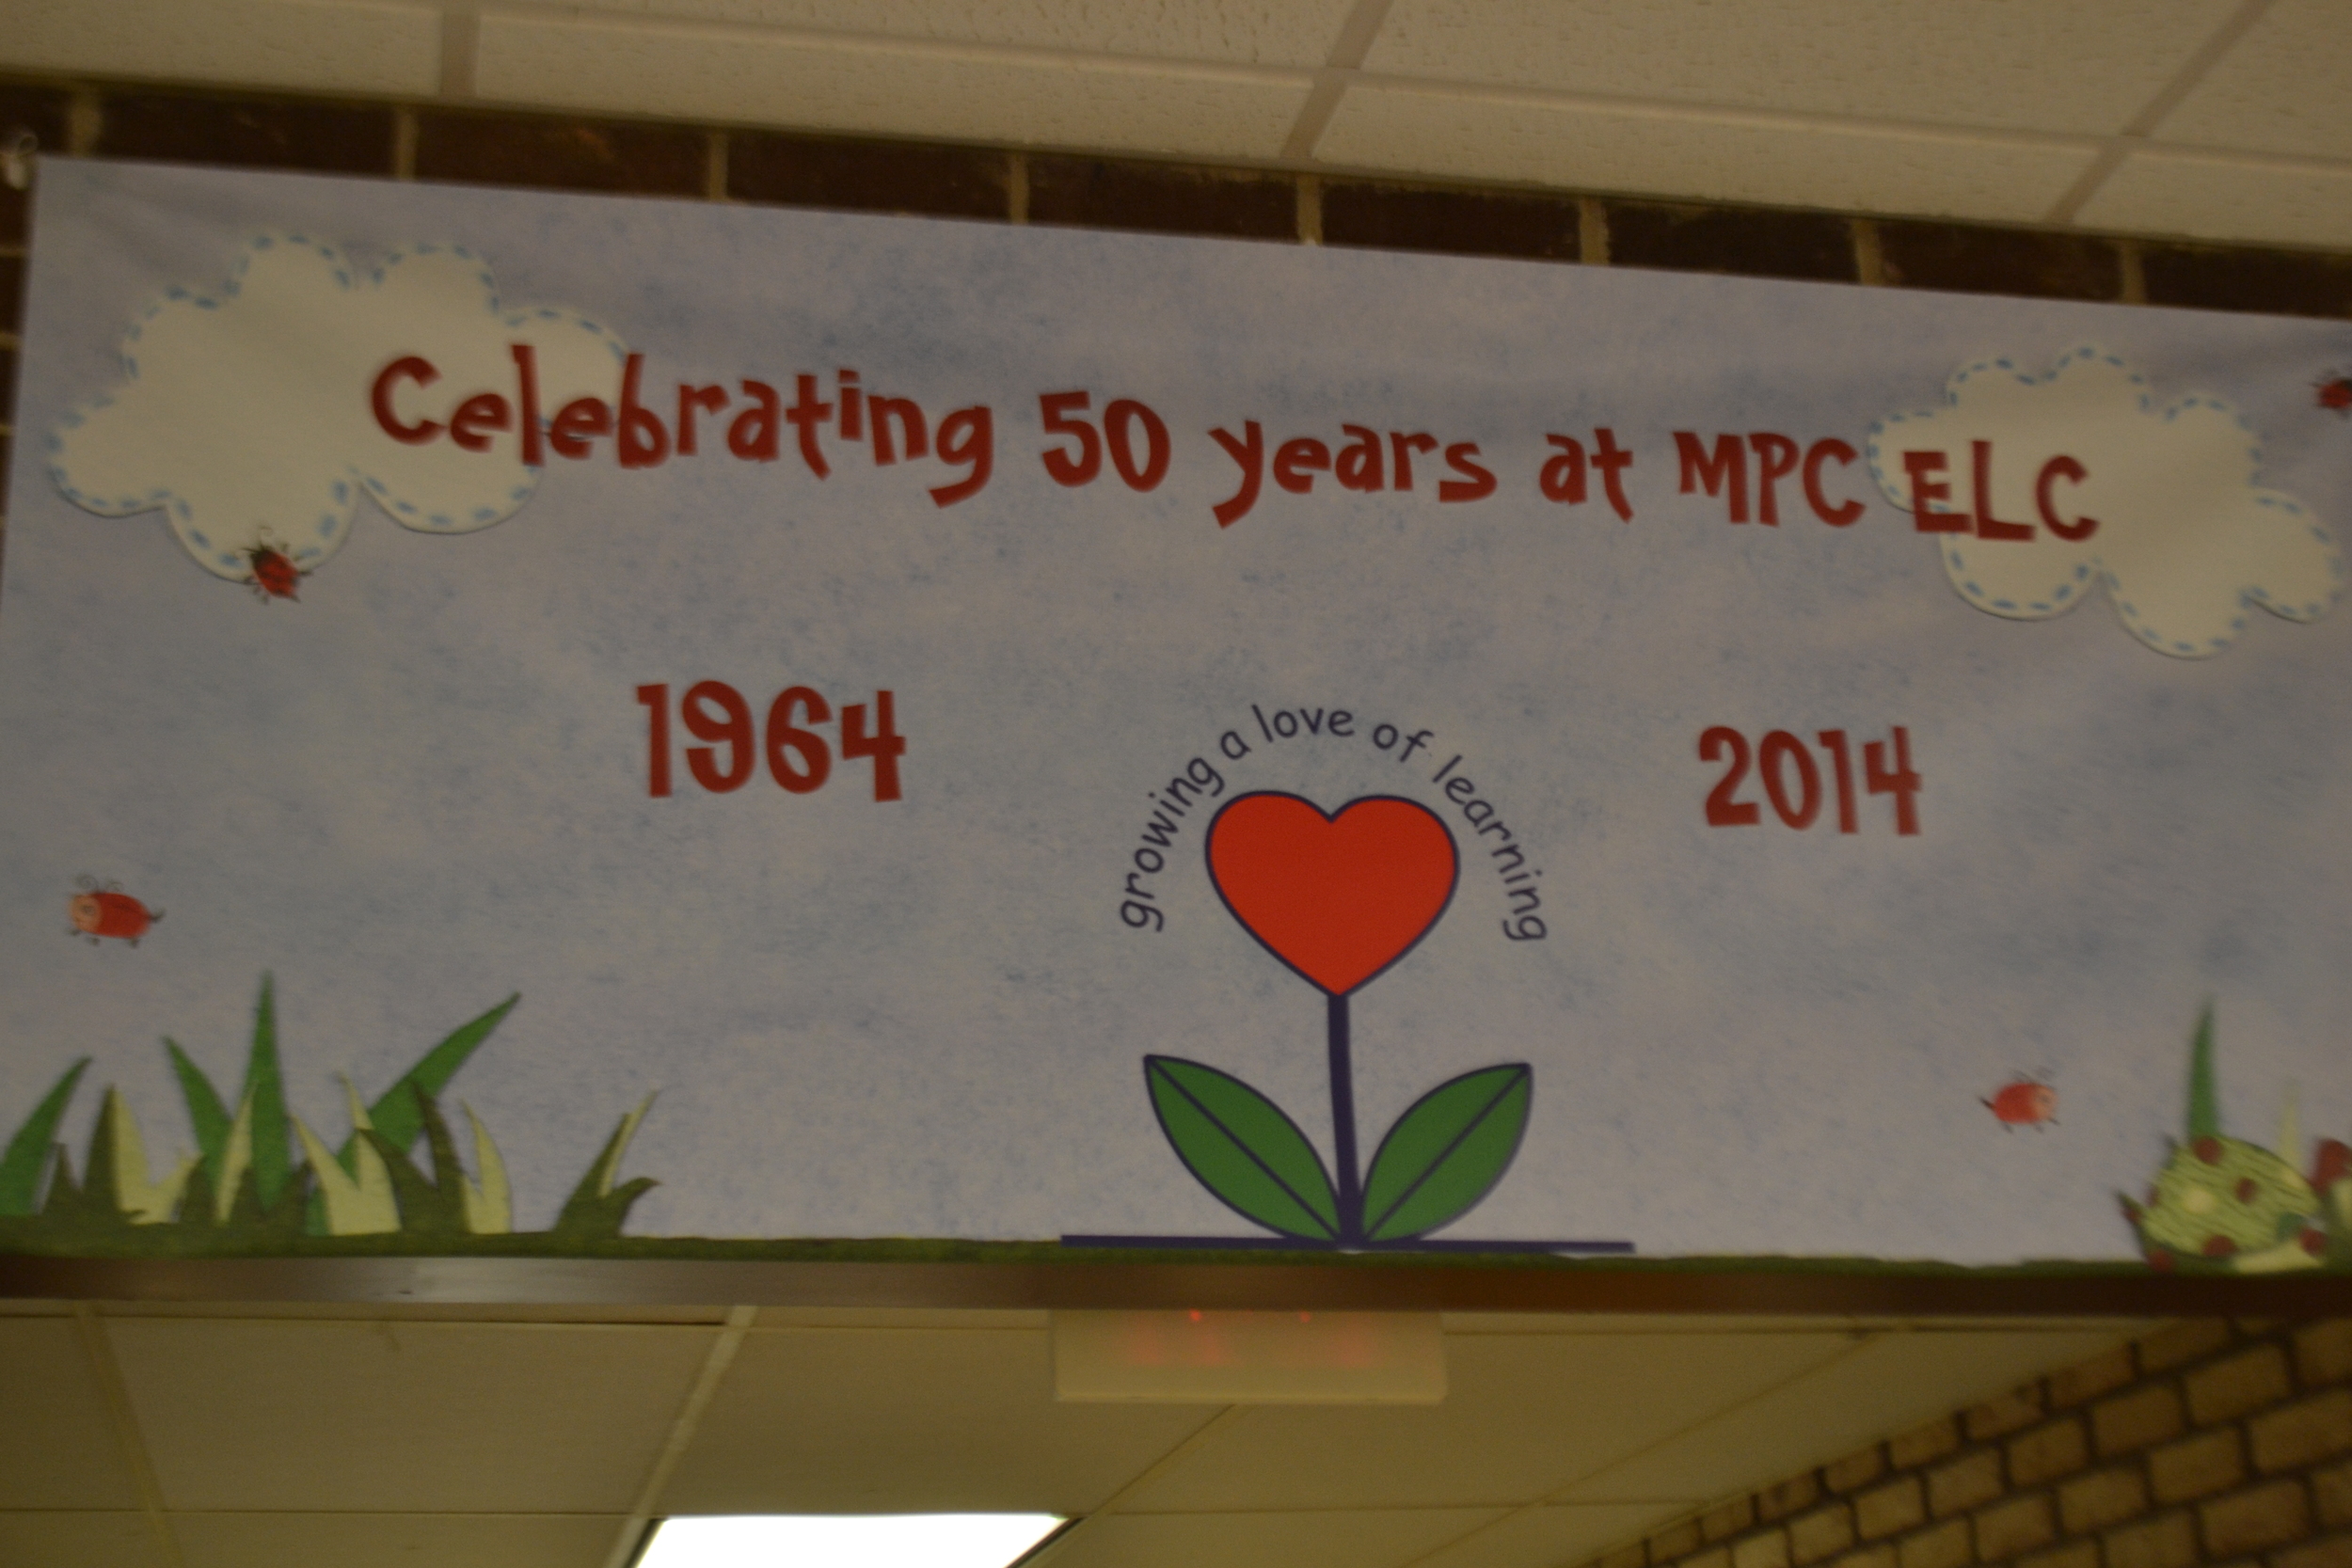 Celebrating 50 years at MPC ELC
1964
growing a love of learning
2014